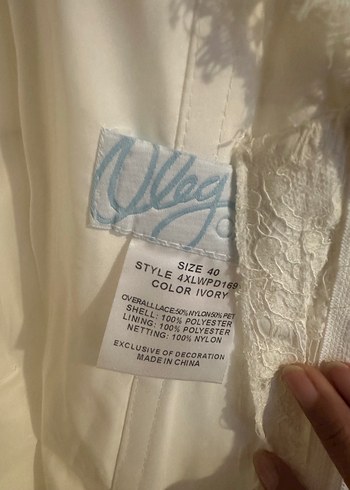 SIZE 40
STYLE 4XLWPD169
COLOR IVORY
OVERALLLACE:50%NYLON50%PET
SHELL: 100% POLYESTER
LINING: 100% POLYESTER
NETTING: 100% NYLON
EXCLUSIVE OF DECORATION
MADE IN CHINA